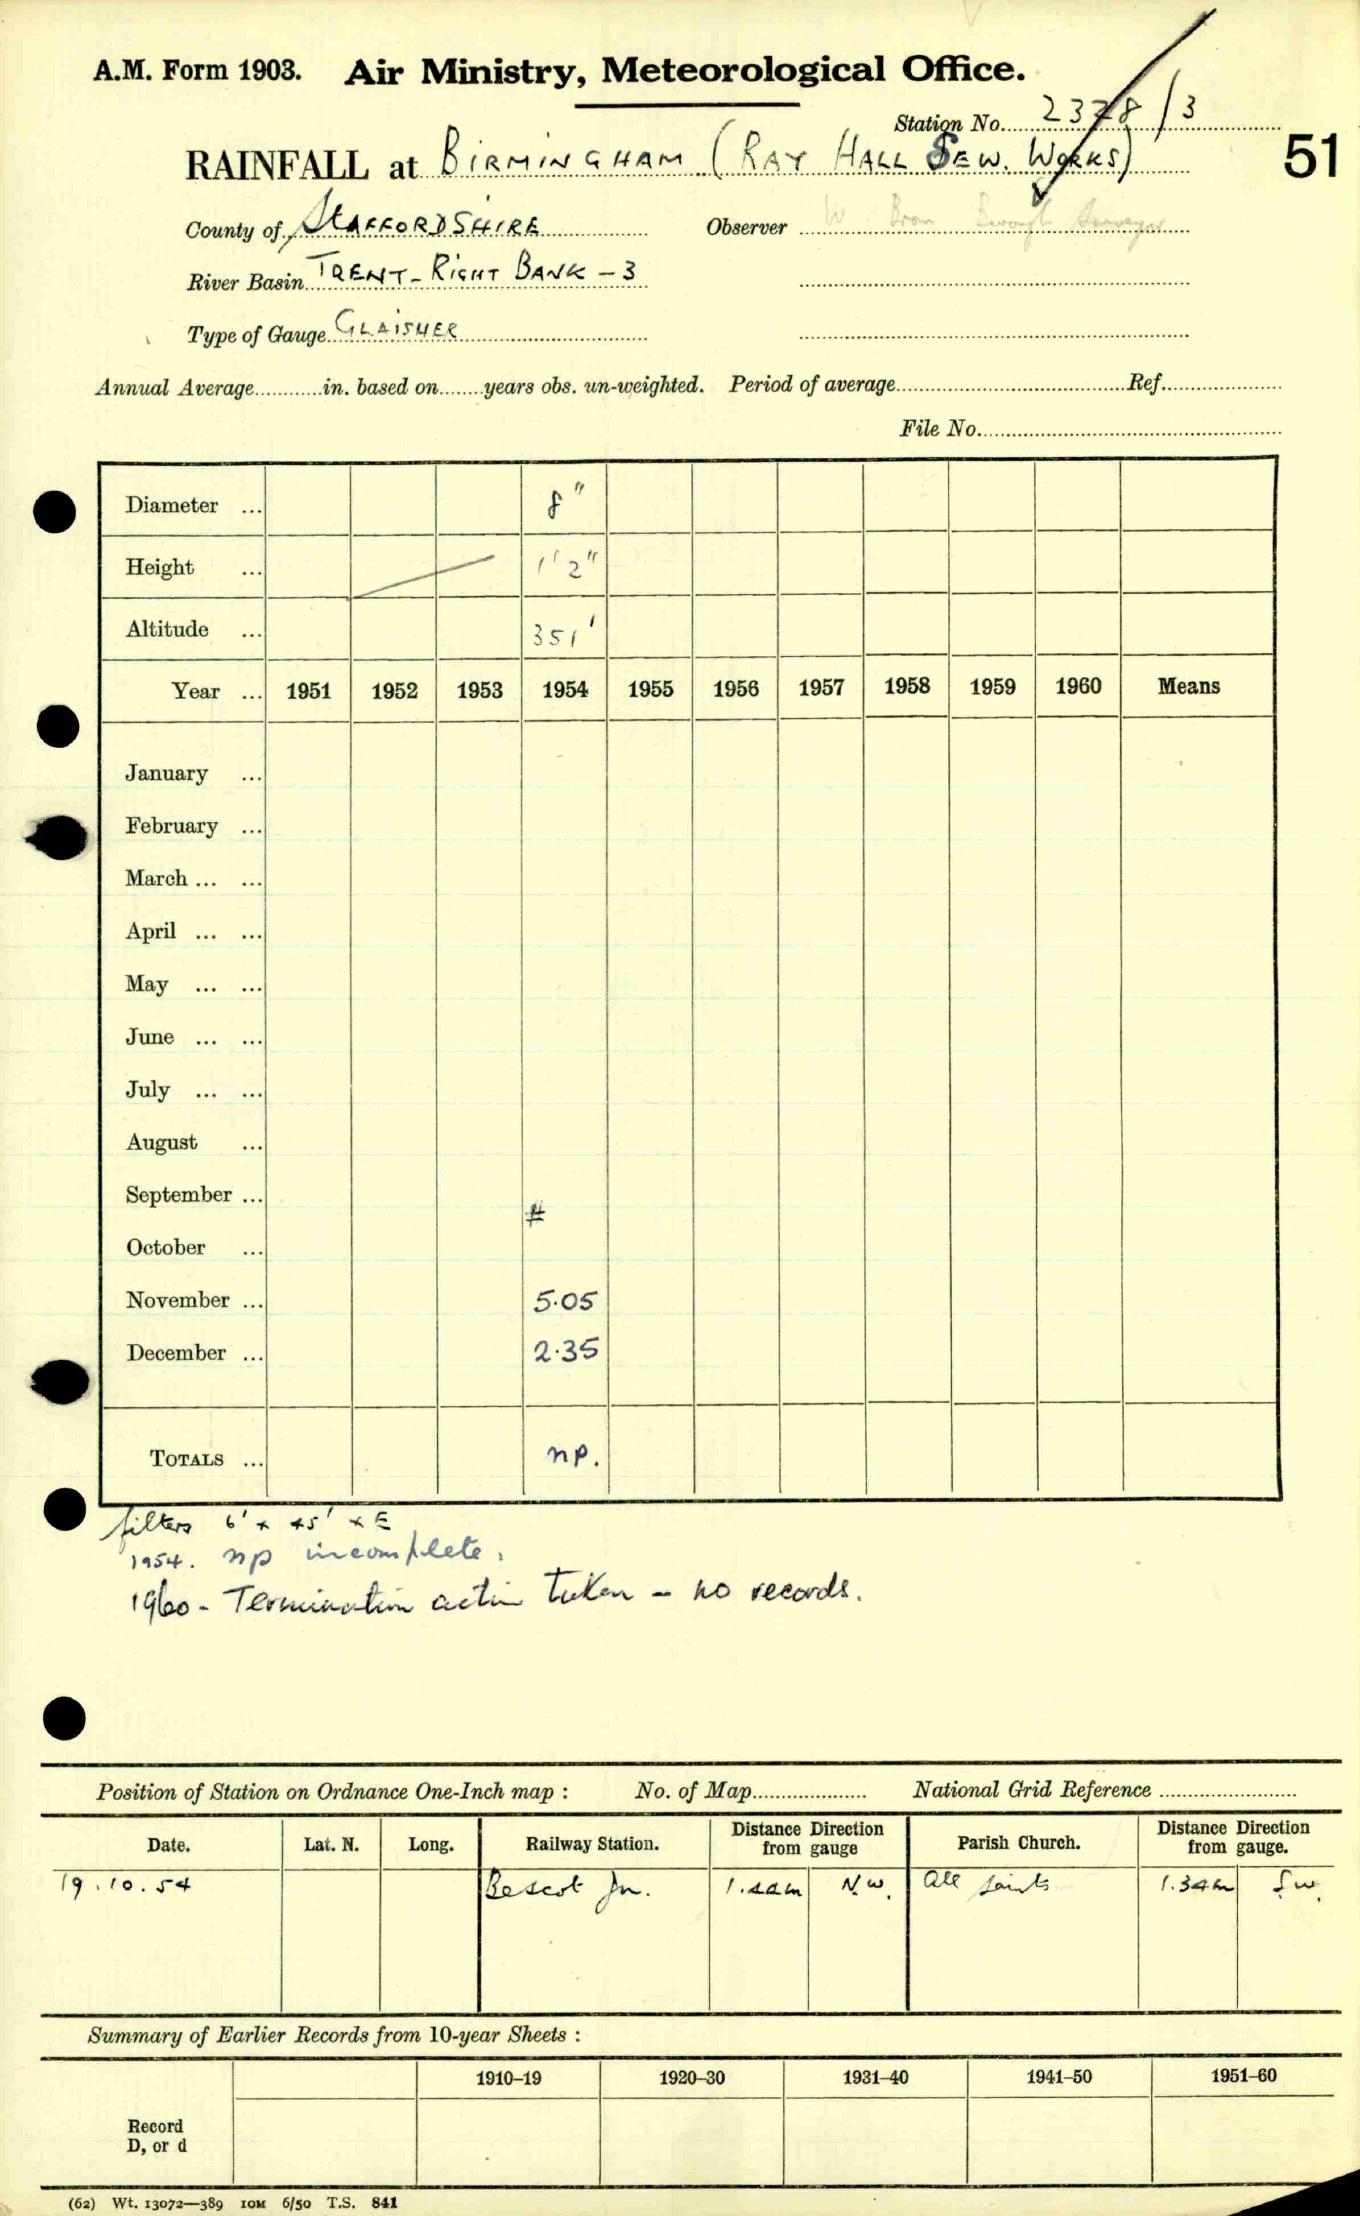 A.M. Form 1903. Air Ministry, Meteorological Office.
Station No. 2328/3
RAINFALL at BIRMINGHAM (RAY HALL SEW. WORKS)
51
County of STAFFORDSHIRE Observer W. Brom Borough Surveyor
River Basin TRENT-RIGHT BANK-3
Type of Gauge GLAISHER
Annual Average............in. based on........years obs. un-weighted. Period of average............Ref............
File No............
Diameter ... 8"
Height ... 1' 2"
Altitude ... 351'
Year ... 1951 1952 1953 1954 1955 1956 1957 1958 1959 1960 Means
January ...
February ...
March ... ...
April ... ...
May ... ...
June ... ...
July ... ...
August ...
September ...
#
October ...
November ... 5.05
December ... 2.35
TOTALS ... np.
filters 6' x 45' x E
1954. np incomplete.
1960 - Termination action taken - no records.
Position of Station on Ordnance One-Inch map : No. of Map............ National Grid Reference............
Date. Lat. N. Long. Railway Station. Distance Direction from gauge Parish Church. Distance Direction from gauge.
19.10.54 Bescot Jn. N.W. All Saints 1.34m S.W.
Summary of Earlier Records from 10-year Sheets :
1910–19 1920–30 1931–40 1941–50 1951–60
Record
D, or d
(62) Wt. 13072—389 10M 6/50 T.S. 841